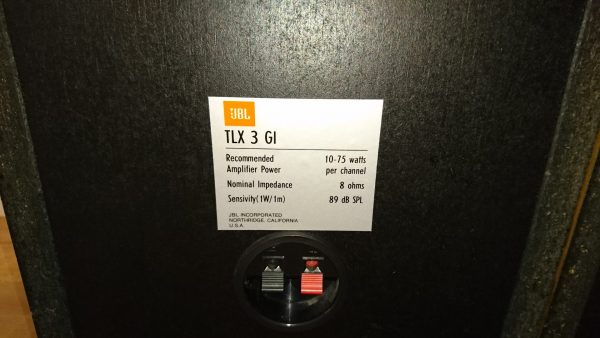 JBL
TLX 3 GI
Recommended 10-75 watts
Amplifier Power per channel
Nominal Impedance 8 ohms
Sensivity(1W/1m) 89 dB SPL
JBL INCORPORATED
NORTHRIDGE, CALIFORNIA
U.S.A.